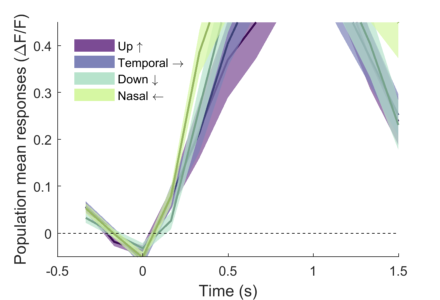 Population mean responses (ΔF/F)
0.4
0.3
0.2
0.1
0
Up ↑
Temporal →
Down ↓
Nasal ←
-0.5
0
0.5
1.0
1.5
Time (s)